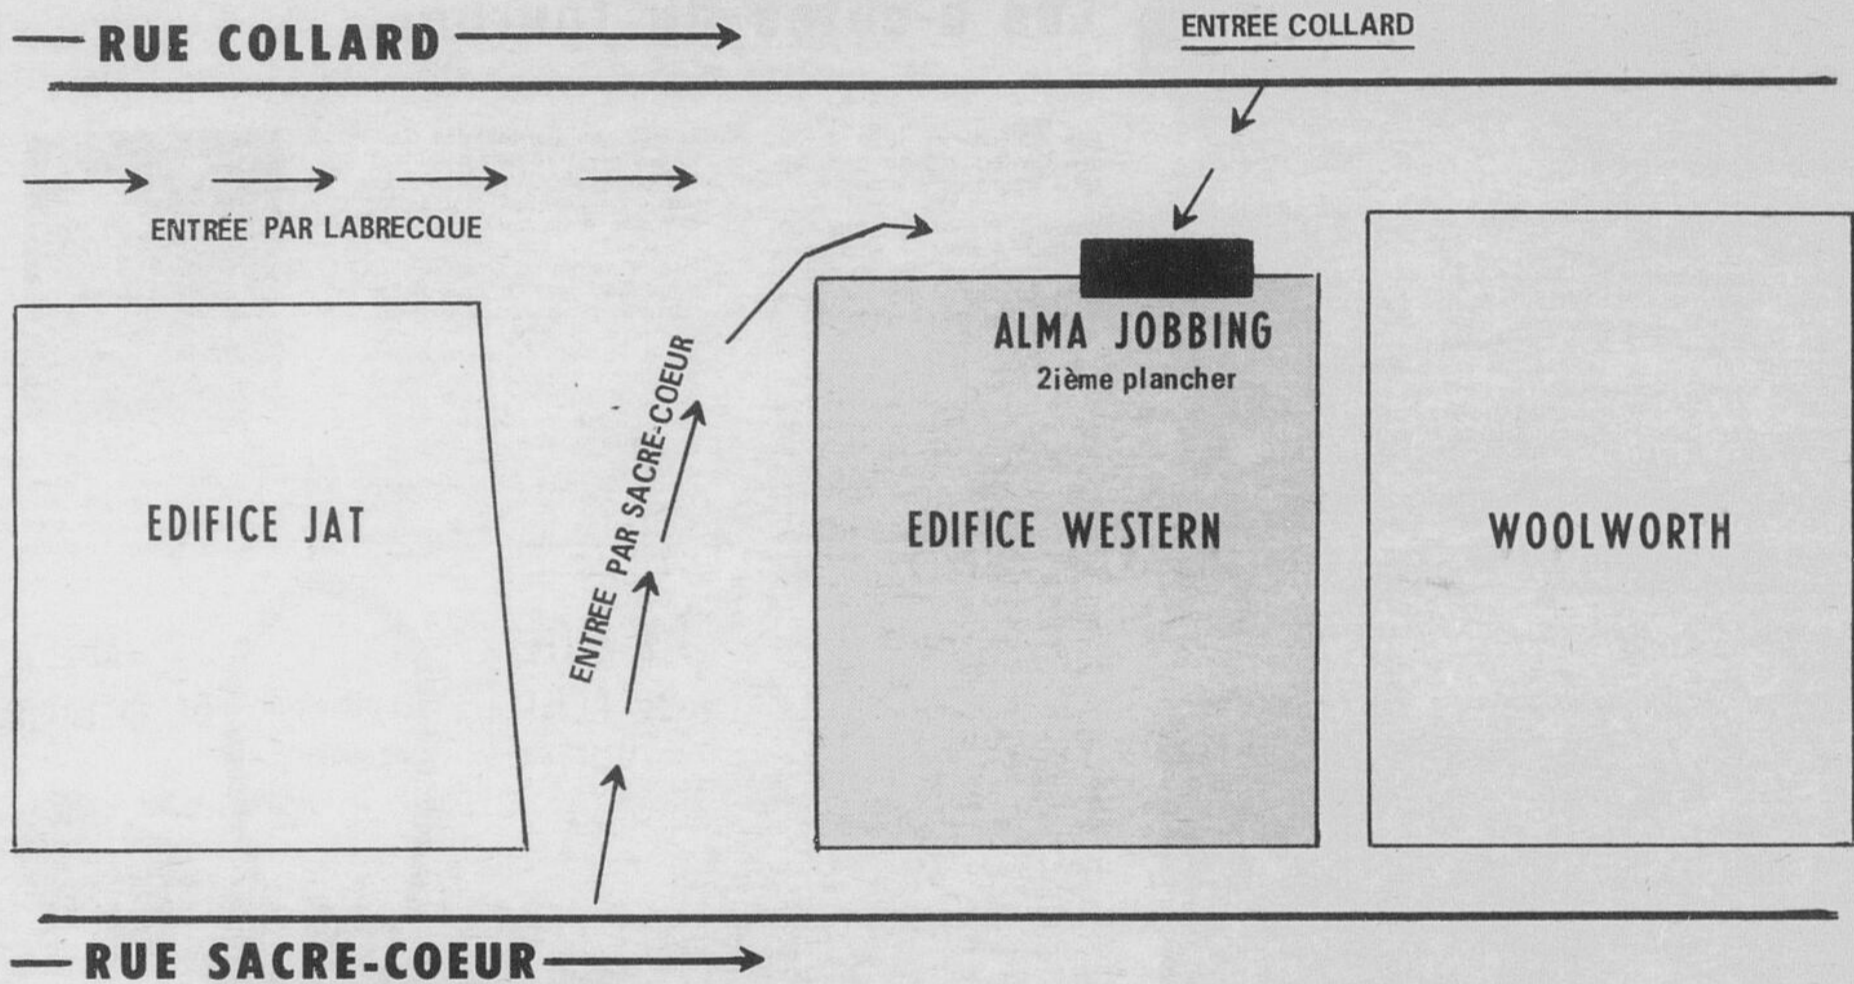 RUE COLLARD
ENTREE COLLARD
ENTRÉE PAR LABRECQUE
ALMA JOBBING
2ième plancher
ENTREE PAR SACRE-COEUR
EDIFICE JAT
EDIFICE WESTERN
WOOLWORTH
RUE SACRE-COEUR